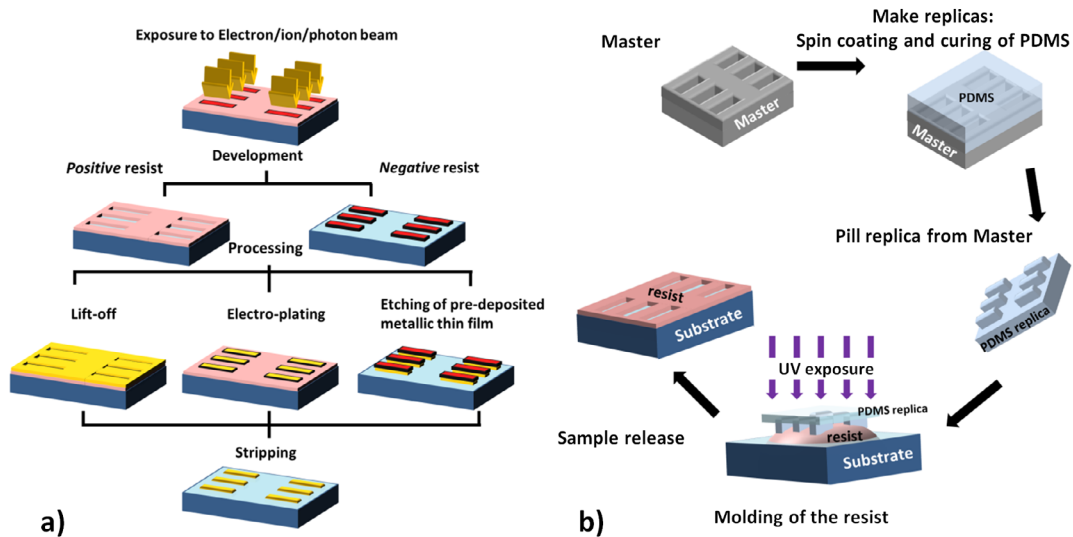 Exposure to Electron/ion/photon beam
Development
Positive resist
Negative resist
Processing
Lift-off
Electro-plating
Etching of pre-deposited
metallic thin film
Stripping
a)
Master
Make replicas:
Spin coating and curing of PDMS
Master
PDMS
Master
Pill replica from Master
PDMS replica
resist
Substrate
UV exposure
PDMS replica
resist
Substrate
Sample release
Molding of the resist
b)